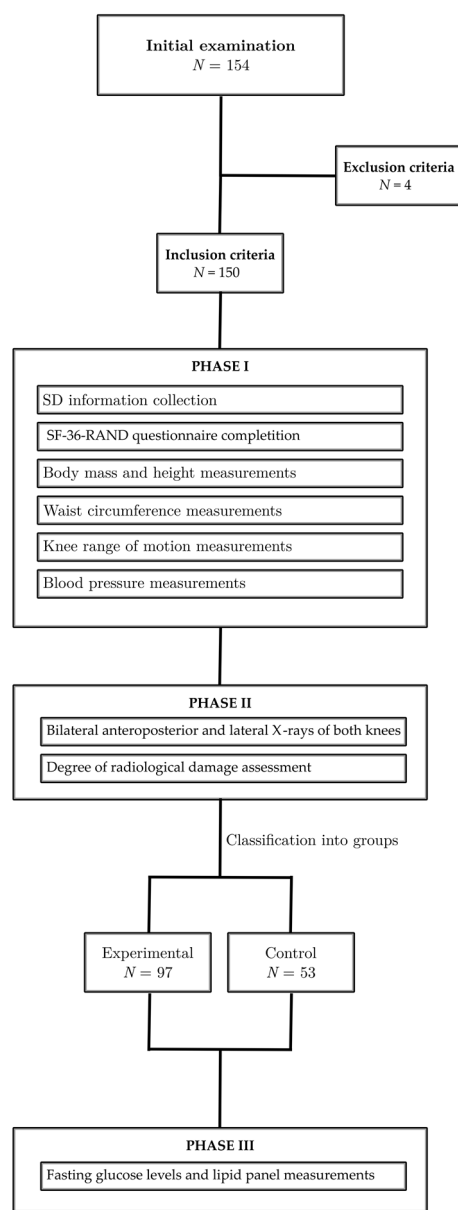 Initial examination
N = 154
Exclusion criteria
N = 4
Inclusion criteria
N = 150
PHASE I
SD information collection
SF-36-RAND questionnaire completition
Body mass and height measurements
Waist circumference measurements
Knee range of motion measurements
Blood pressure measurements
PHASE II
Bilateral anteroposterior and lateral X-rays of both knees
Degree of radiological damage assessment
Classification into groups
Experimental
N = 97
Control
N = 53
PHASE III
Fasting glucose levels and lipid panel measurements